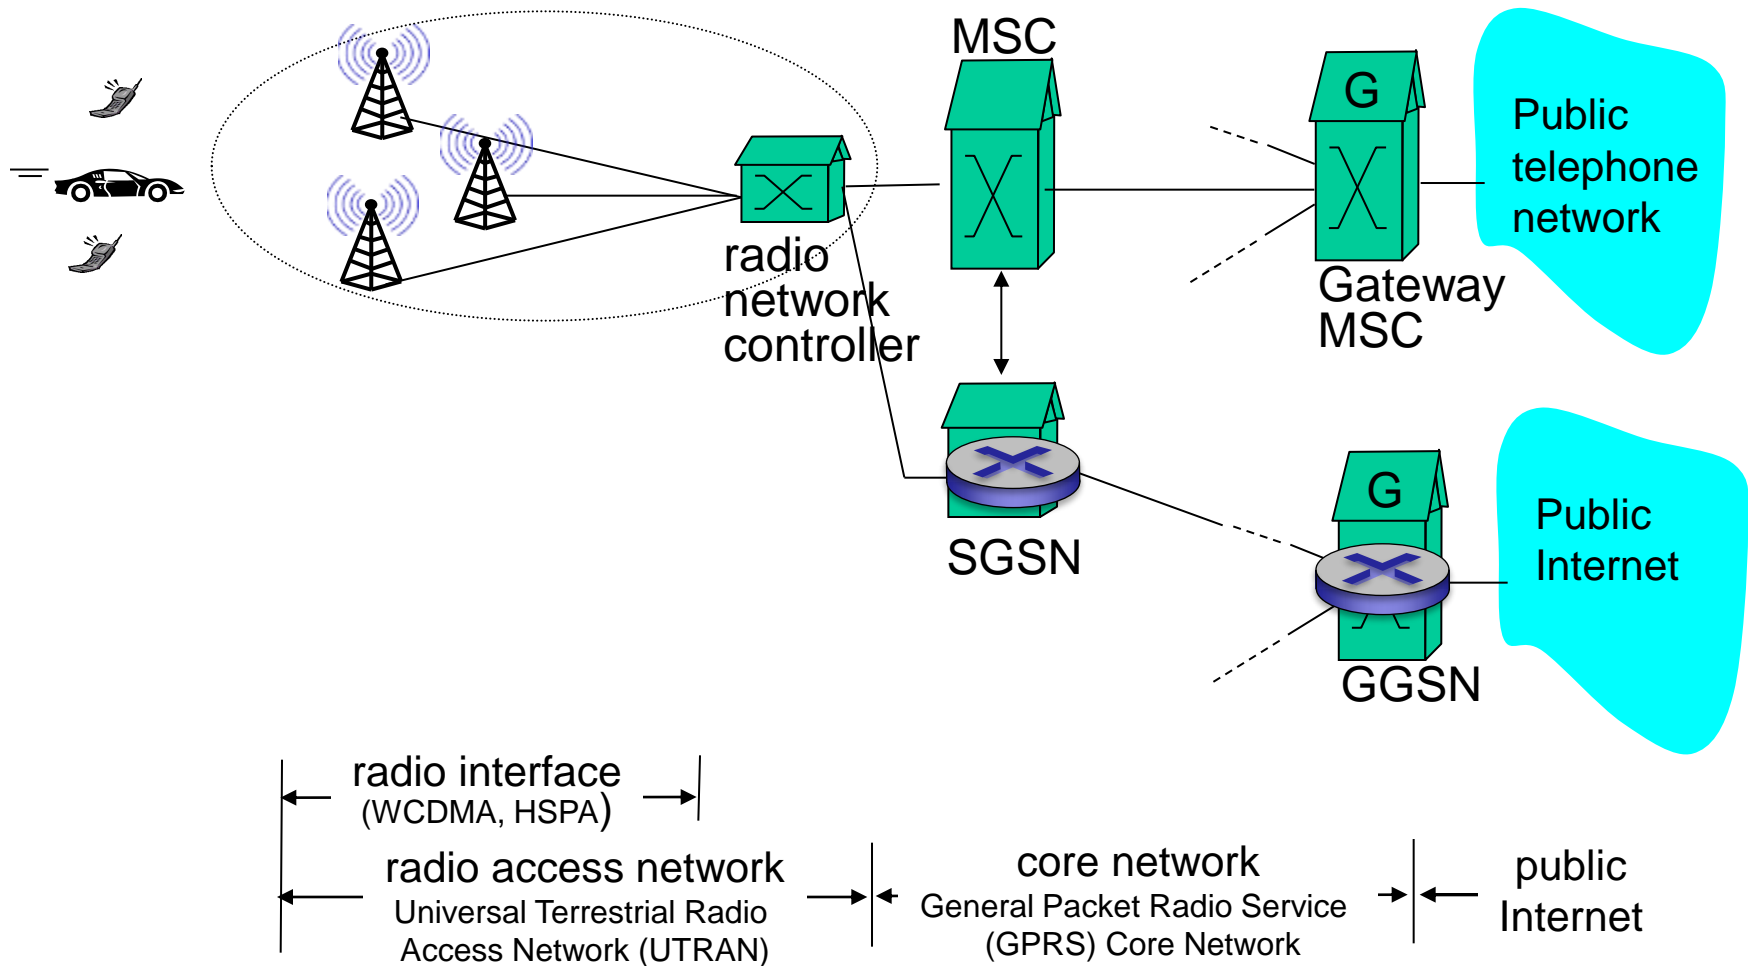 MSC
G
Public
telephone
network
radio
network
controller
Gateway
MSC
G
Public
Internet
SGSN
GGSN
radio interface
(WCDMA, HSPA)
radio access network
Universal Terrestrial Radio
Access Network (UTRAN)
core network
General Packet Radio Service
(GPRS) Core Network
public
Internet